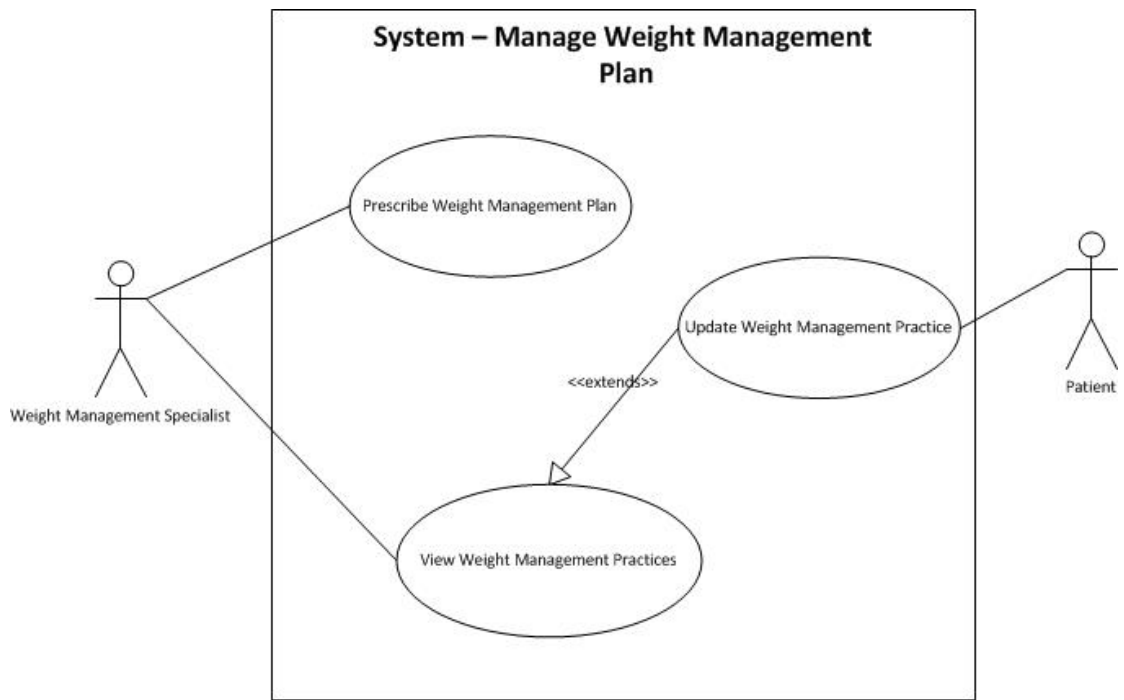 System – Manage Weight Management
Plan
Prescribe Weight Management Plan
Update Weight Management Practice
<<extends>>
Patient
Weight Management Specialist
View Weight Management Practices